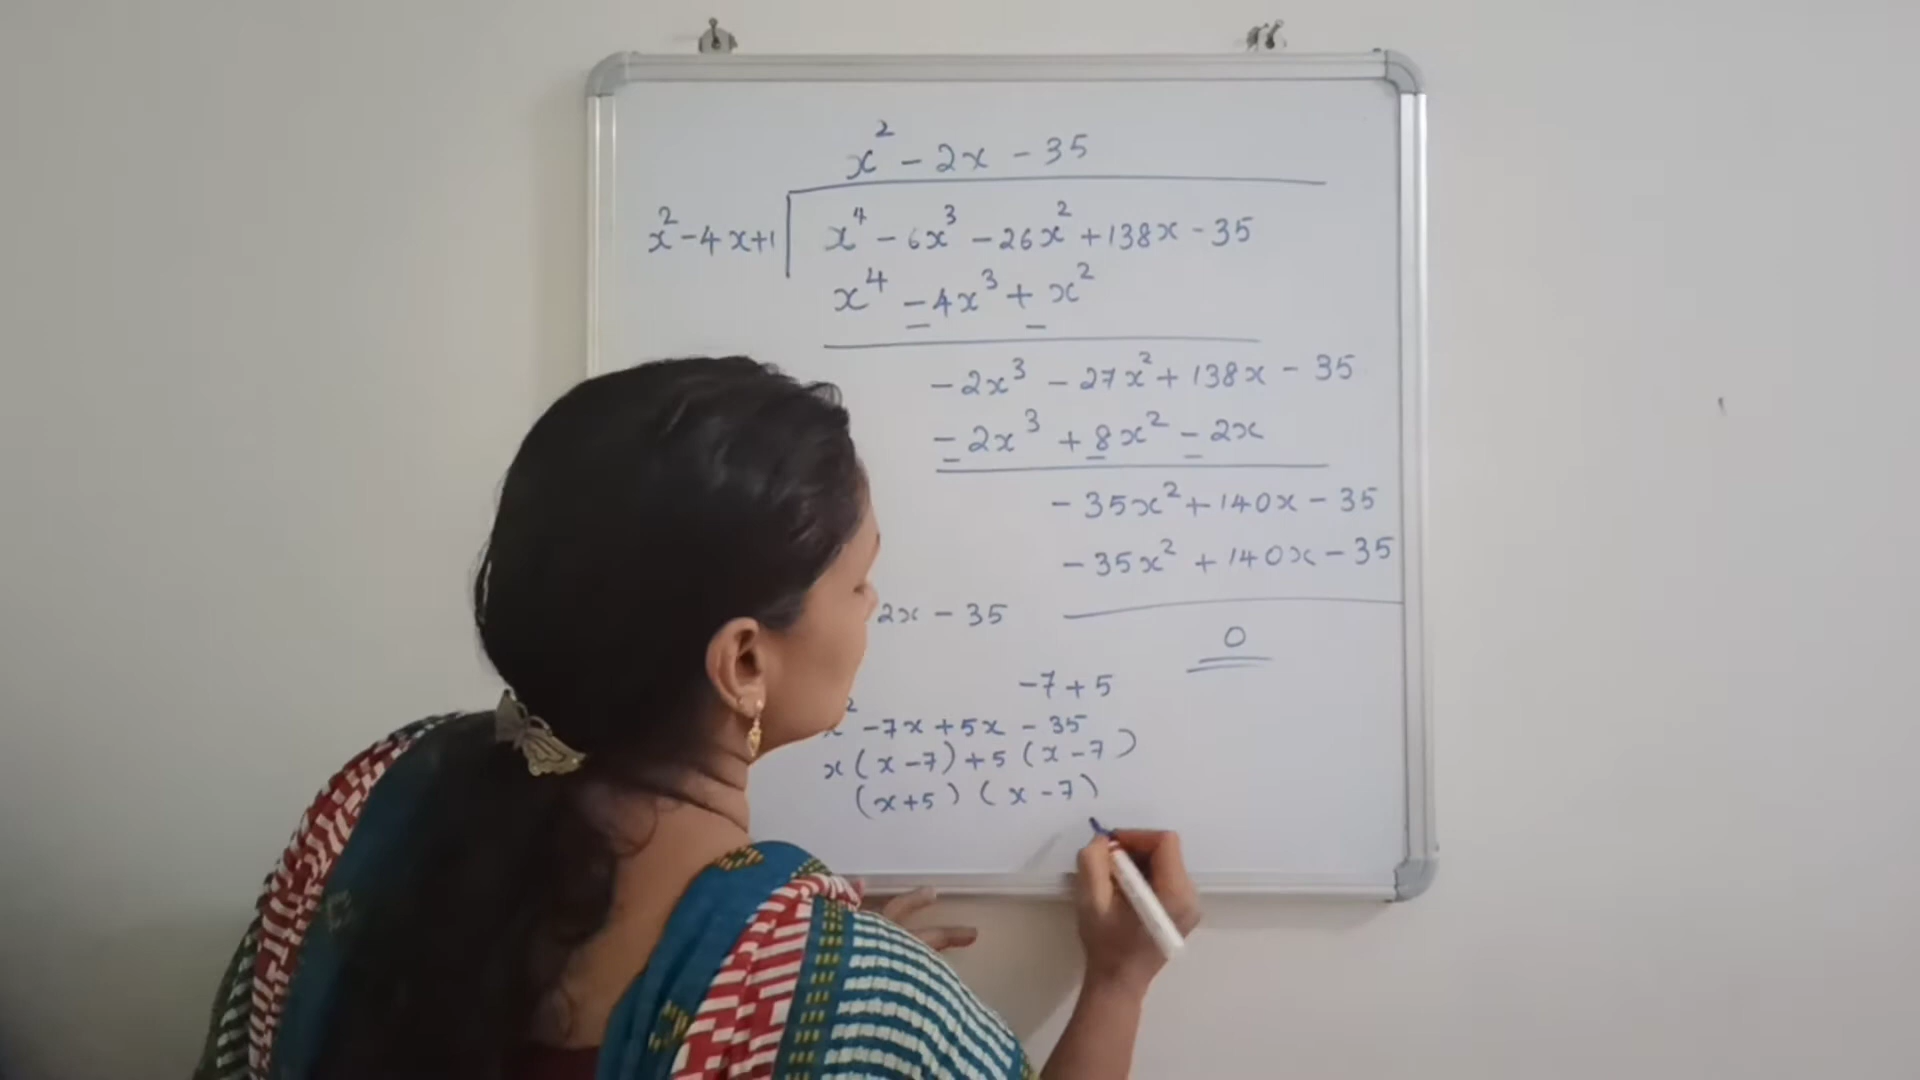 x² - 2x - 35
x² - 4x + 1 | x⁴ - 6x³ - 26x² + 138x - 35
x⁴ - 4x³ + x²
- -
- 2x³ - 27x² + 138x - 35
- 2x³ + 8x² - 2x
- - -
- 35x² + 140x - 35
- 35x² + 140x - 35
0
2x - 35
-7 + 5
x² - 7x + 5x - 35
x (x - 7) + 5 (x - 7)
(x + 5) (x - 7)